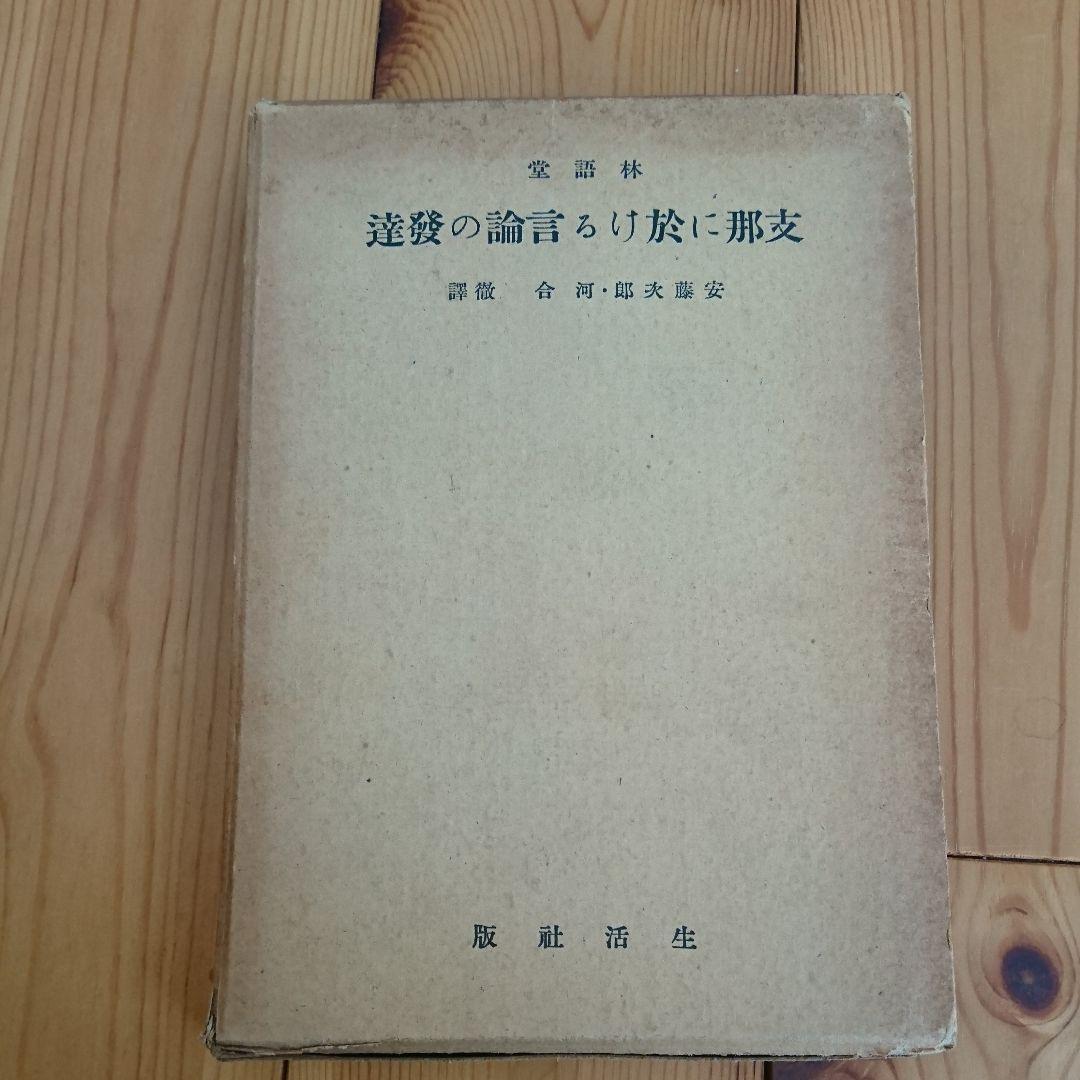 林語堂
支那に於ける言論の發達
安藤次郎・河合徹譯
生活社版